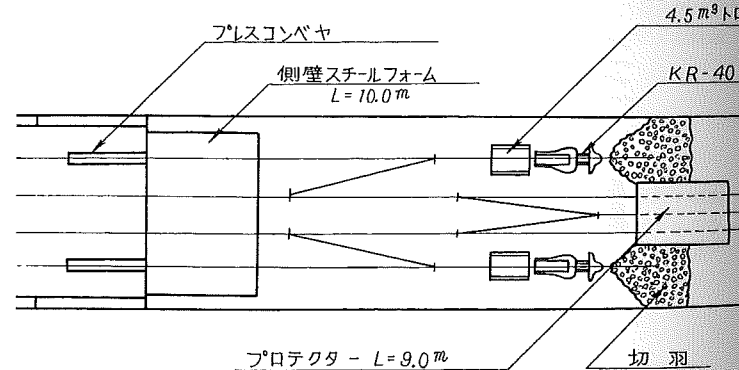 4.5m³トロ
プレスコンベヤ
側壁スチールフォーム
L=10.0m
KR-40
プロテクター L=9.0m
切羽